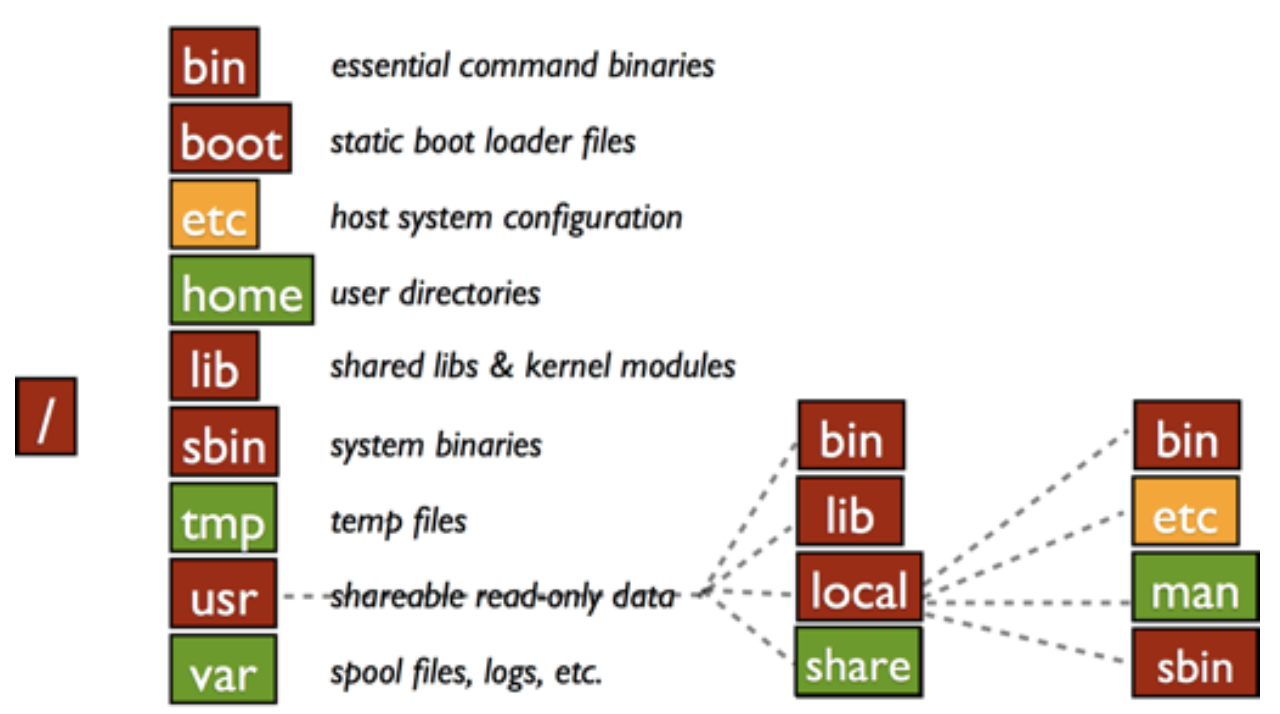 /
bin essential command binaries
boot static boot loader files
etc host system configuration
home user directories
lib shared libs & kernel modules
sbin system binaries
tmp temp files
usr shareable read-only data
var spool files, logs, etc.
bin
lib
local
share
bin
etc
man
sbin